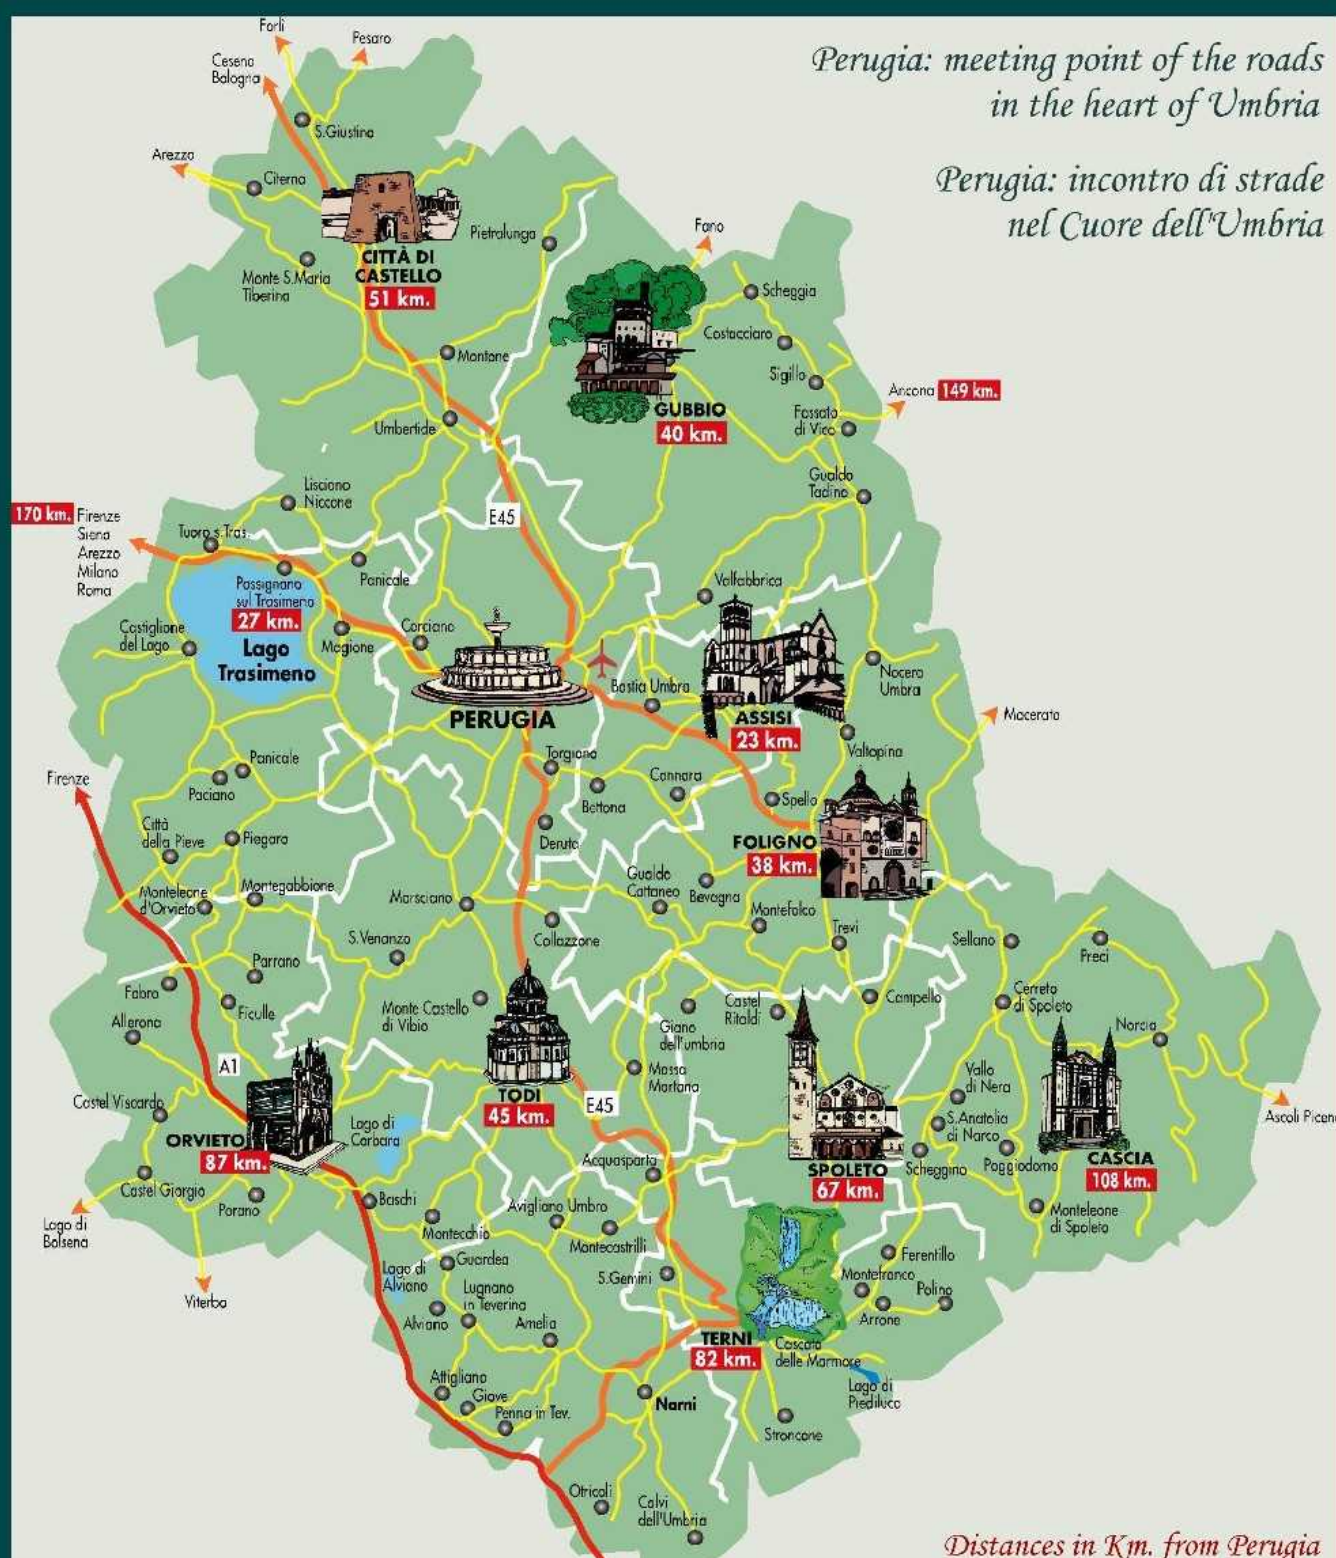 Perugia: meeting point of the roads
in the heart of Umbria
Perugia: incontro di strade
nel Cuore dell'Umbria
Forlì
Pesaro
Cesena
Bologna
S.Giustina
Arezzo
Citerna
CITTÀ DI
CASTELLO
51 km.
Monte S.Maria
Tiberina
Pietralunga
Fano
Scheggia
Costacciaro
Sigillo
Montone
GUBBIO
40 km.
Ancona 149 km.
Fossato
di Vico
Umbertide
Gualdo
Tadino
Lisciano
Niccone
E45
170 km. Firenze
Siena
Arezzo
Milano
Roma
Tuoro s.Tras.
Passignano
sul Trasimeno
27 km.
Panicale
Valfabbrica
Castiglione
del Lago
Lago
Trasimeno
Magione
Corciano
PERUGIA
Bastia Umbra
ASSISI
23 km.
Nocera
Umbra
Macerata
Valtopina
Firenze
Panicale
Paciano
Torgiano
Bettona
Cannara
Spello
Città
della Pieve
Piegaro
Deruta
FOLIGNO
38 km.
Monteleone
d'Orvieto
Montegabbione
Marsciano
Gualdo
Cattaneo
Bevagna
Montefalco
Trevi
Collazzone
S.Venanzo
Sellano
Preci
Parrano
Fabro
Ficulle
Allerona
Monte Castello
di Vibio
Giano
dell'umbria
Castel
Ritaldi
Campello
Cerreto
di Spoleto
Norcia
A1
Massa
Martana
Vallo
di Nera
TODI
45 km.
E45
Castel Viscardo
Lago di
Corbara
S.Anatolia
di Narco
Ascoli Piceno
ORVIETO
87 km.
Acquasparta
SPOLETO
67 km.
Scheggino
Poggiodomo
CASCIA
108 km.
Castel Giorgio
Porano
Baschi
Montecchio
Avigliano Umbro
Montecastrilli
Monteleone
di Spoleto
Lago di
Bolsena
Viterbo
Guardea
Lago di
Alviano
S.Gemini
Ferentillo
Montefranco
Polino
Arrone
Lugnano
in Teverina
Alviano
Amelia
TERNI
82 km.
Cascata
delle Marmore
Lago di
Piediluco
Attigliano
Giove
Penna in Tev.
Narni
Stroncone
Otricoli
Calvi
dell'Umbria
Distances in Km. from Perugia